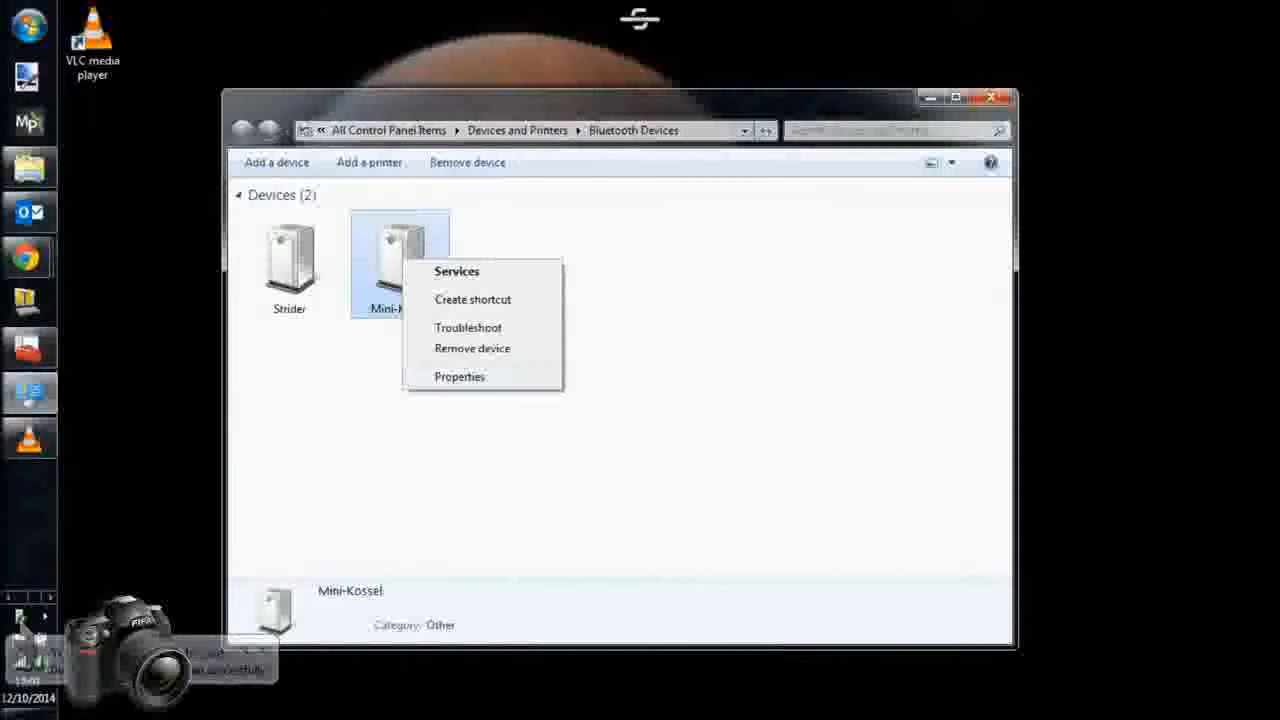 VLC media
player
« All Control Panel Items ▸ Devices and Printers ▸ Bluetooth Devices
Add a device
Add a printer
Remove device
Devices (2)
Strider
Mini-K
Services
Create shortcut
Troubleshoot
Remove device
Properties
Mini-Kossel
Category: Other
12/10/2014